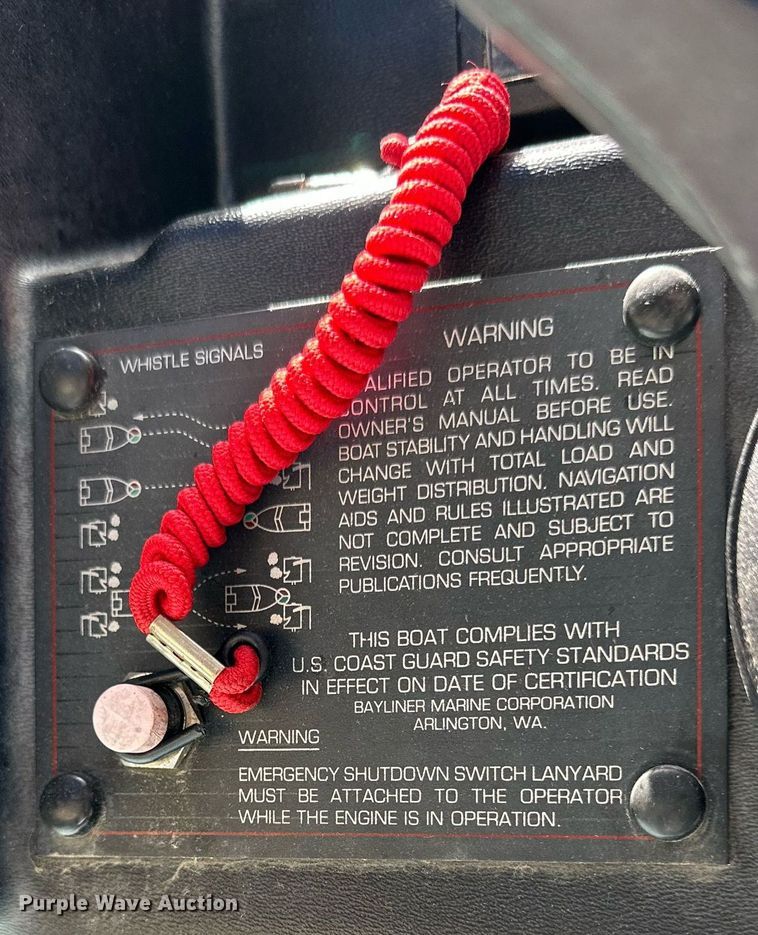 WHISTLE SIGNALS
WARNING
OPERATOR TO BE IN
AT ALL TIMES. READ
OWNER'S MANUAL BEFORE USE.
BOAT STABILITY AND HANDLING WILL
CHANGE WITH TOTAL LOAD AND
WEIGHT DISTRIBUTION. NAVIGATION
AIDS AND RULES ILLUSTRATED ARE
NOT COMPLETE AND SUBJECT TO
REVISION. CONSULT APPROPRIATE
PUBLICATIONS FREQUENTLY.
THIS BOAT COMPLIES WITH
U.S. COAST GUARD SAFETY STANDARDS
IN EFFECT ON DATE OF CERTIFICATION
BAYLINER MARINE CORPORATION
ARLINGTON, WA.
WARNING
EMERGENCY SHUTDOWN SWITCH LANYARD
MUST BE ATTACHED TO THE OPERATOR
WHILE THE ENGINE IS IN OPERATION.
Purple Wave Auction